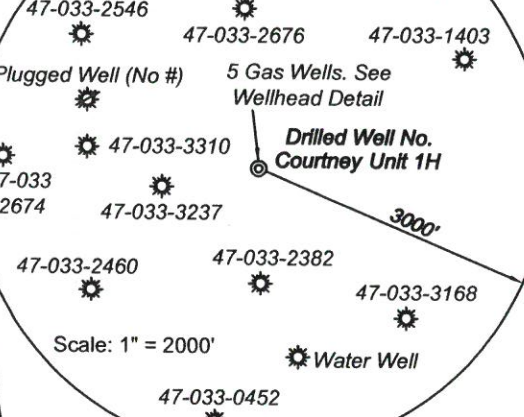 47-033-2546
47-033-2676
47-033-1403
Plugged Well (No #)
5 Gas Wells. See
Wellhead Detail
47-033-3310
Drilled Well No.
Courtney Unit 1H
7-033
2674
47-033-3237
3000'
47-033-2460
47-033-2382
47-033-3168
Scale: 1" = 2000'
Water Well
47-033-0452